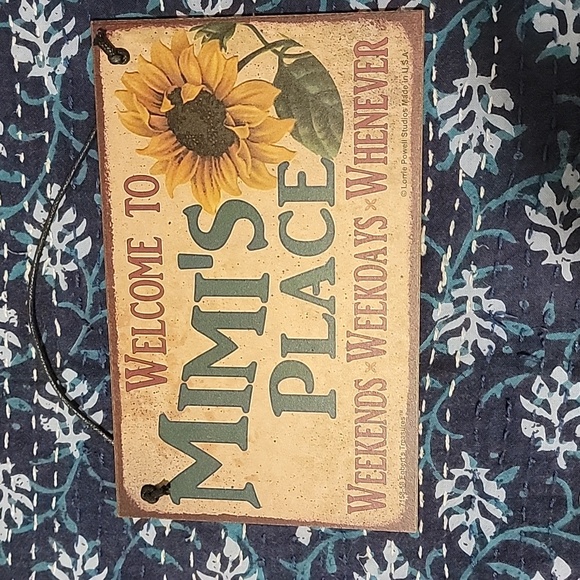 WELCOME TO
MIMI'S
PLACE
WEEKENDS × WEEKDAYS × WHENEVER
© Lorrie Powell Studios Made in U.S.A.